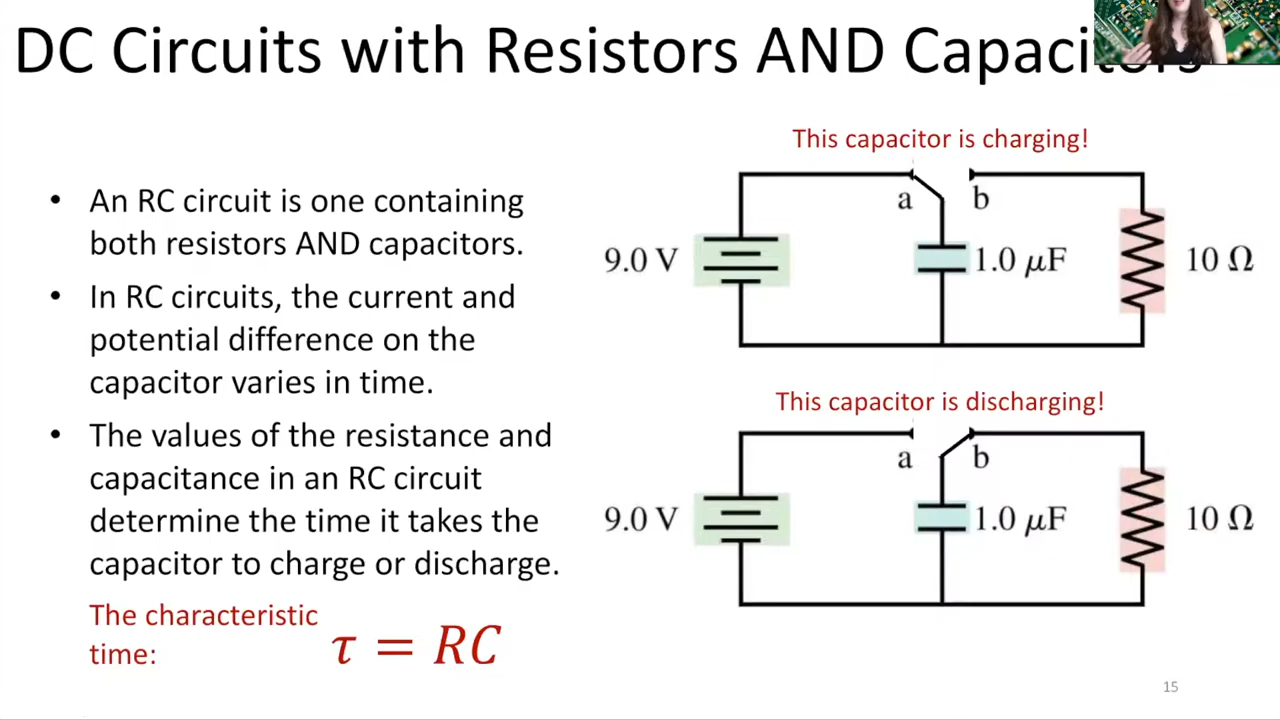 DC Circuits with Resistors AND Capacitors
This capacitor is charging!
• An RC circuit is one containing
both resistors AND capacitors.
• In RC circuits, the current and
potential difference on the
capacitor varies in time.
• The values of the resistance and
capacitance in an RC circuit
determine the time it takes the
capacitor to charge or discharge.
The characteristic
time:
τ = RC
a b
9.0 V 1.0 μF 10 Ω
This capacitor is discharging!
a b
9.0 V 1.0 μF 10 Ω
15